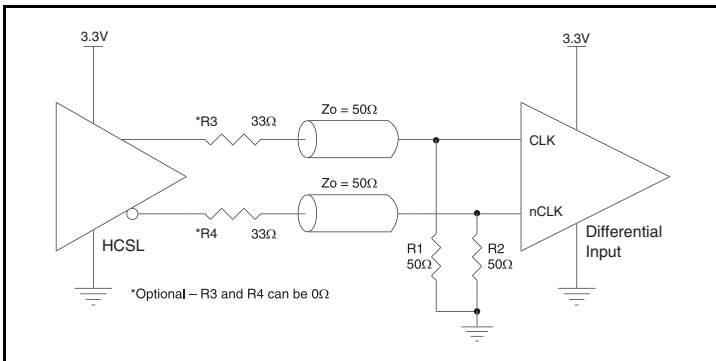 3.3V
3.3V
*R3
33Ω
Zo = 50Ω
CLK
Zo = 50Ω
nCLK
HCSL
*R4
33Ω
R1
50Ω
R2
50Ω
Differential
Input
*Optional – R3 and R4 can be 0Ω